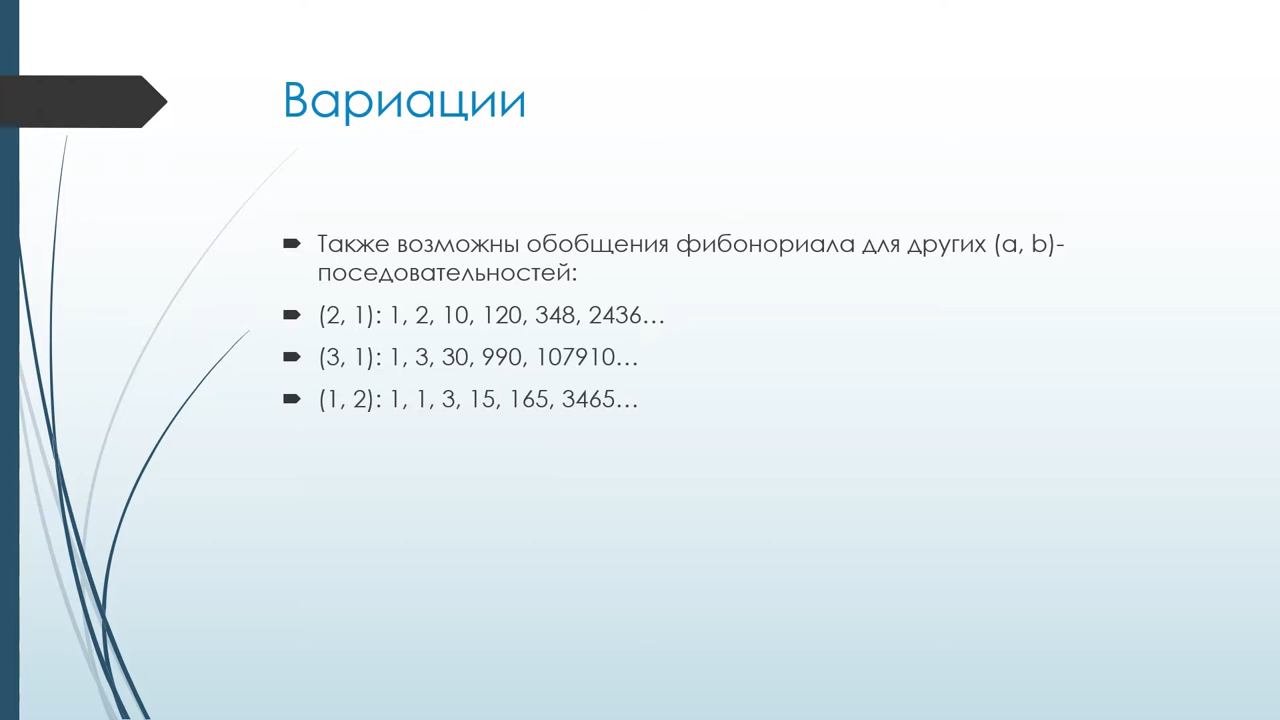 Вариации
Также возможны обобщения фибонориала для других (a, b)-
поседовательностей:
(2, 1): 1, 2, 10, 120, 348, 2436…
(3, 1): 1, 3, 30, 990, 107910…
(1, 2): 1, 1, 3, 15, 165, 3465…